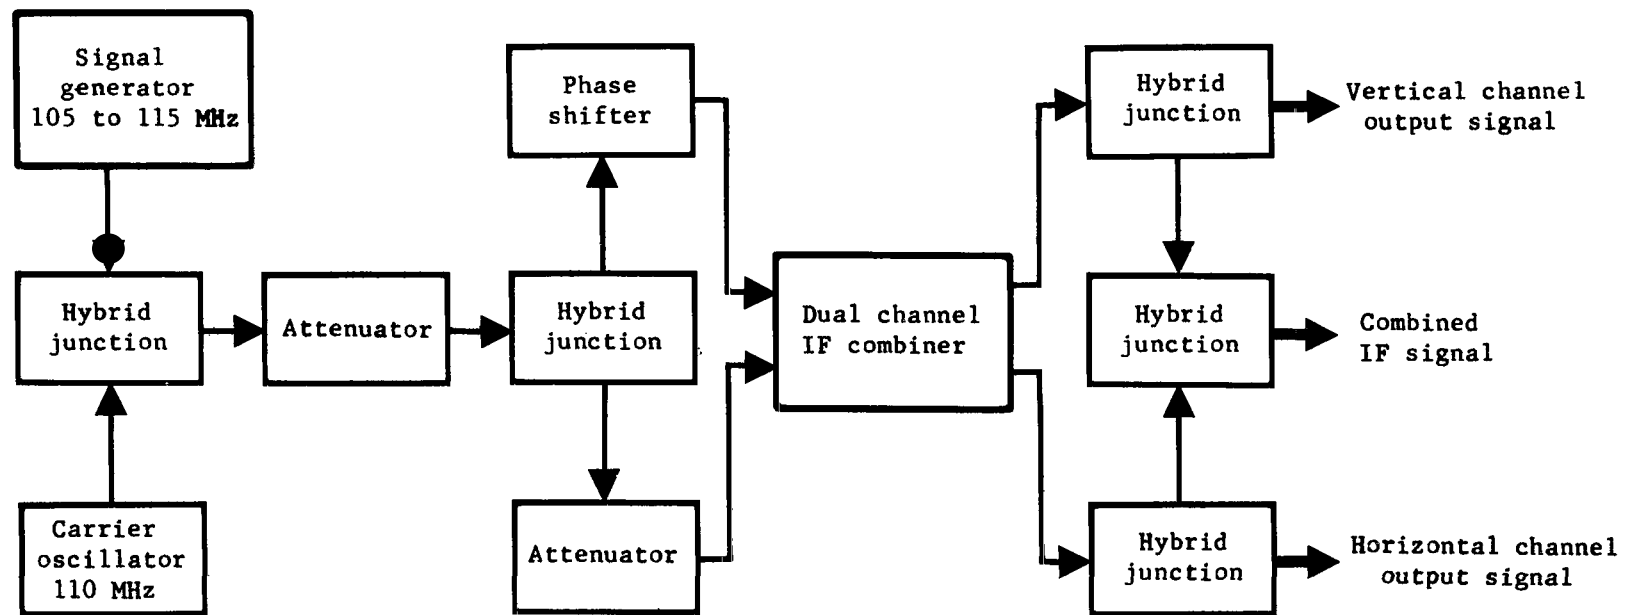 Signal
generator
105 to 115 MHz
Phase
shifter
Hybrid
junction
Vertical channel
output signal
Hybrid
junction
Attenuator
Hybrid
junction
Dual channel
IF combiner
Hybrid
junction
Combined
IF signal
Carrier
oscillator
110 MHz
Attenuator
Hybrid
junction
Horizontal channel
output signal